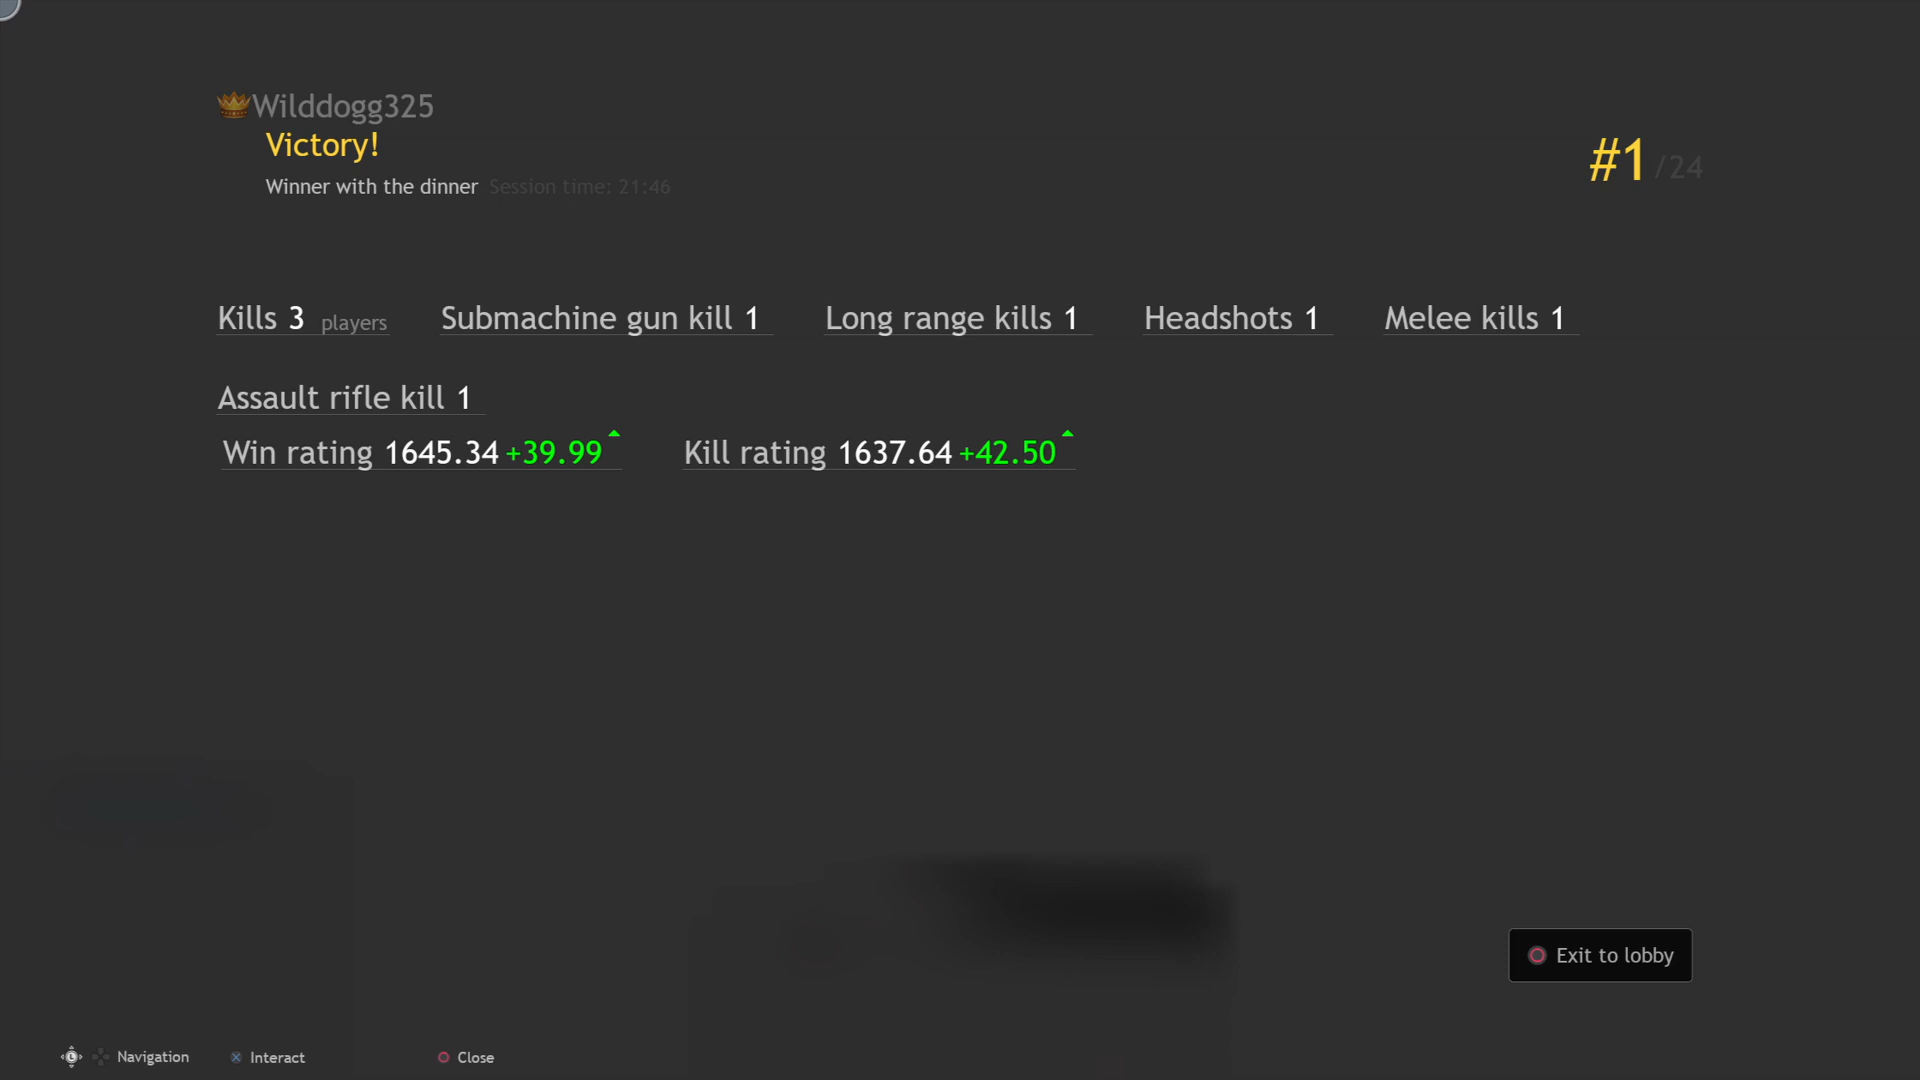 Wilddogg325
Victory!
Winner with the dinner Session time: 21:46
#1 /24
Kills 3 players Submachine gun kill 1 Long range kills 1 Headshots 1 Melee kills 1
Assault rifle kill 1
Win rating 1645.34 +39.99 Kill rating 1637.64 +42.50
Exit to lobby
Navigation Interact Close